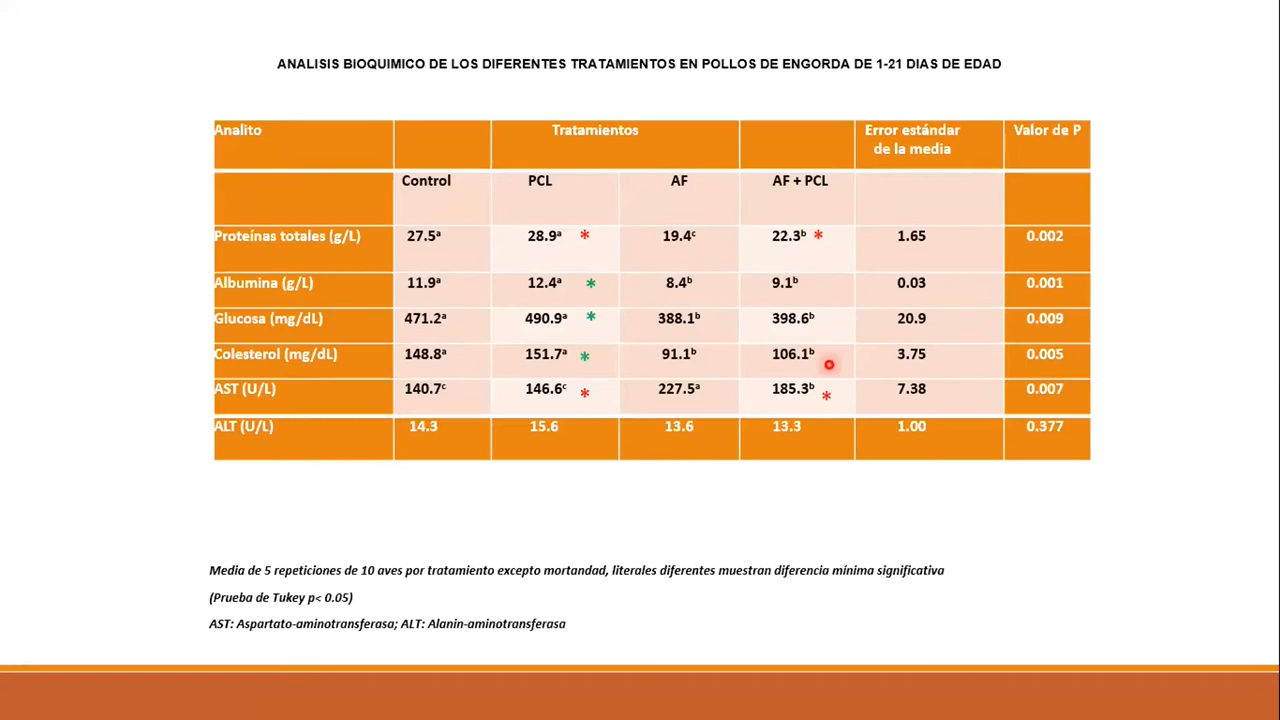 ANALISIS BIOQUIMICO DE LOS DIFERENTES TRATAMIENTOS EN POLLOS DE ENGORDA DE 1-21 DIAS DE EDAD
Analito Tratamientos Error estándar de la media Valor de P
Control PCL AF AF + PCL
Proteínas totales (g/L) 27.5ᵃ 28.9ᵃ * 19.4ᶜ 22.3ᵇ * 1.65 0.002
Albumina (g/L) 11.9ᵃ 12.4ᵃ * 8.4ᵇ 9.1ᵇ 0.03 0.001
Glucosa (mg/dL) 471.2ᵃ 490.9ᵃ * 388.1ᵇ 398.6ᵇ 20.9 0.009
Colesterol (mg/dL) 148.8ᵃ 151.7ᵃ * 91.1ᵇ 106.1ᵇ 3.75 0.005
AST (U/L) 140.7ᶜ 146.6ᶜ * 227.5ᵃ 185.3ᵇ * 7.38 0.007
ALT (U/L) 14.3 15.6 13.6 13.3 1.00 0.377
Media de 5 repeticiones de 10 aves por tratamiento excepto mortandad, literales diferentes muestran diferencia mínima significativa
(Prueba de Tukey p< 0.05)
AST: Aspartato-aminotransferasa; ALT: Alanin-aminotransferasa